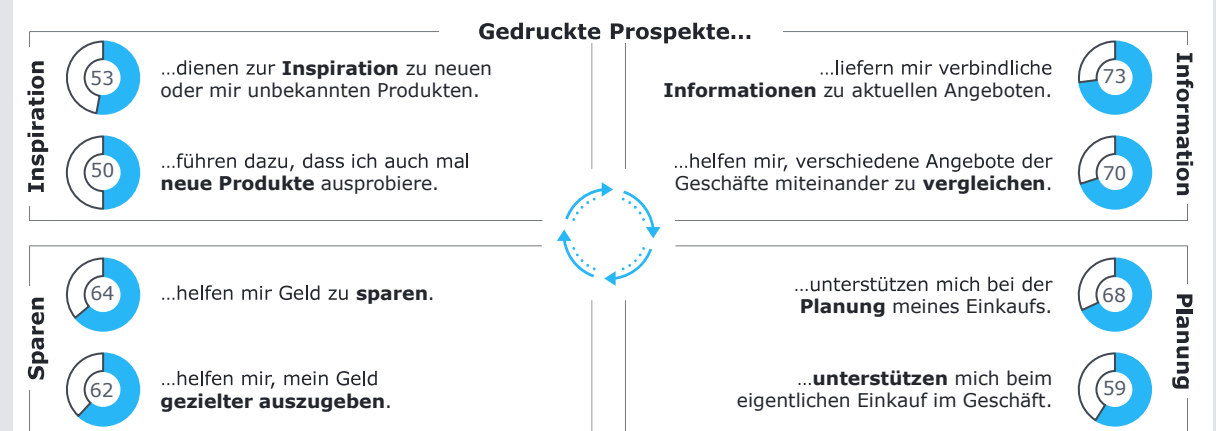 Gedruckte Prospekte...
Inspiration
53
...dienen zur Inspiration zu neuen
oder mir unbekannten Produkten.
50
...führen dazu, dass ich auch mal
neue Produkte ausprobiere.
Information
...liefern mir verbindliche
Informationen zu aktuellen Angeboten.
73
...helfen mir, verschiedene Angebote der
Geschäfte miteinander zu vergleichen.
70
Sparen
64
...helfen mir Geld zu sparen.
62
...helfen mir, mein Geld
gezielter auszugeben.
Planung
...unterstützen mich bei der
Planung meines Einkaufs.
68
...unterstützen mich beim
eigentlichen Einkauf im Geschäft.
59